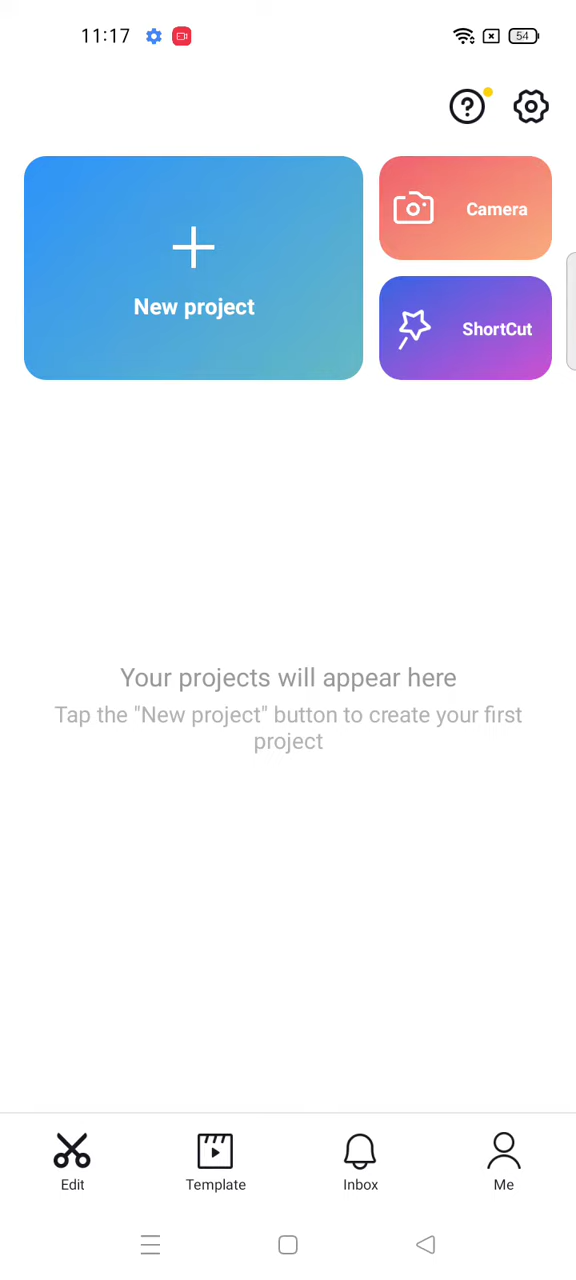 11:17
54
New project
Camera
ShortCut
Your projects will appear here
Tap the "New project" button to create your first
project
Edit
Template
Inbox
Me